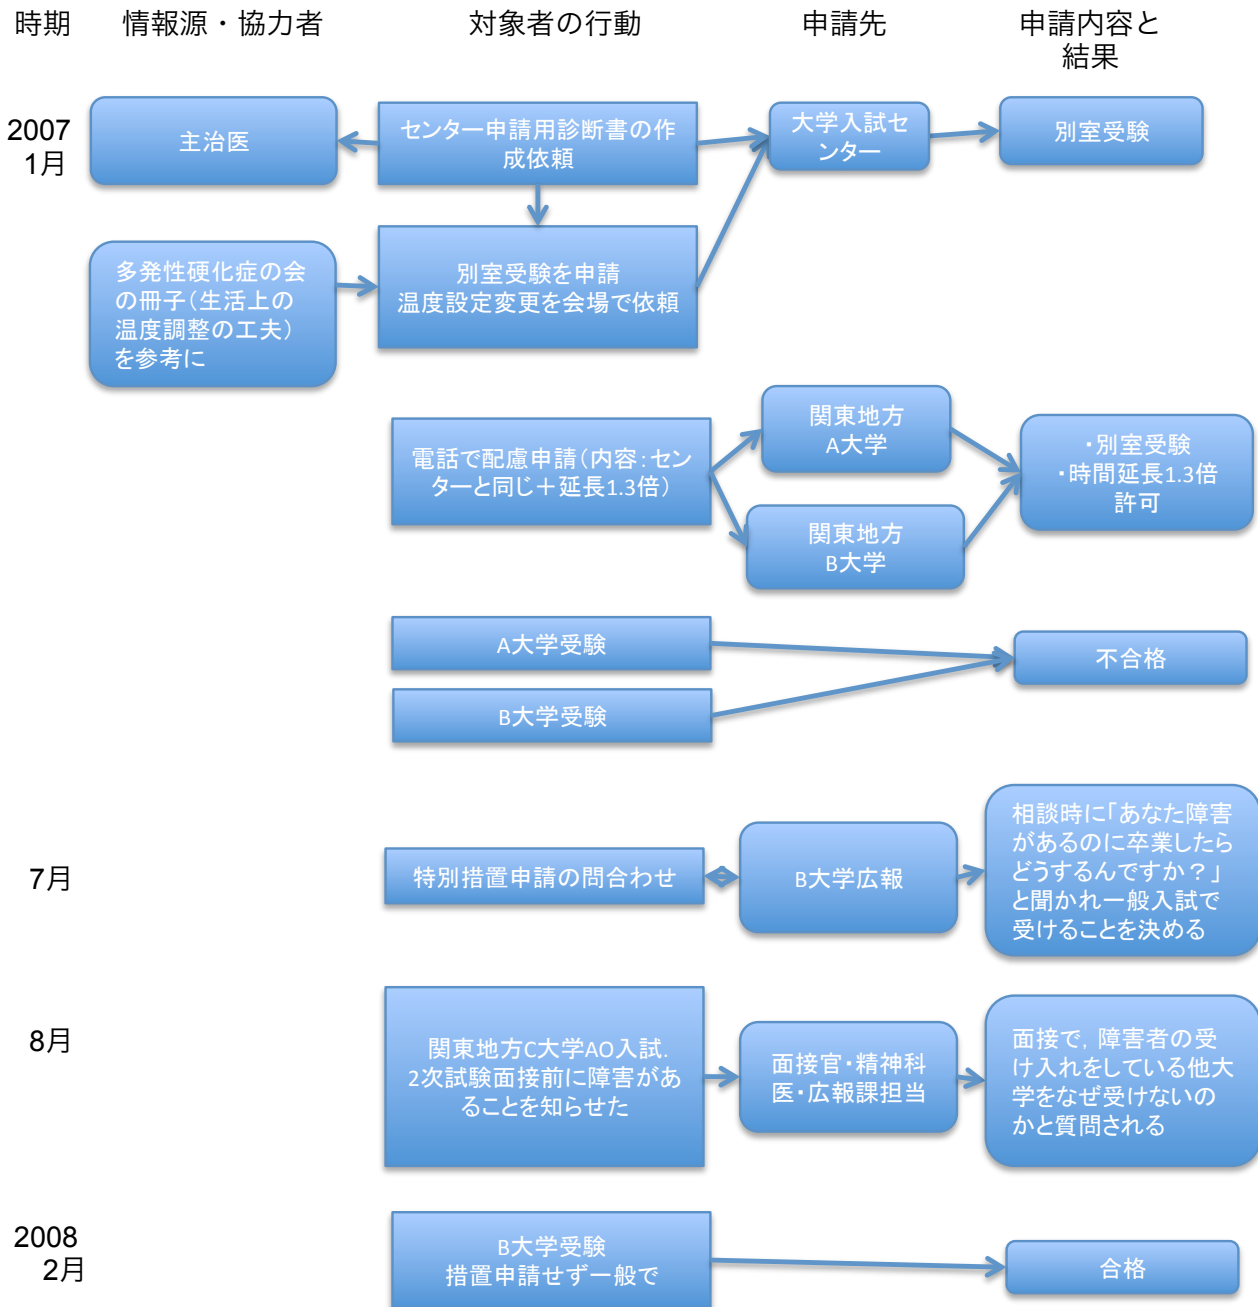 時期
情報源・協力者
対象者の行動
申請先
申請内容と
結果
2007
1月
主治医
センター申請用診断書の作
成依頼
大学入試セ
ンター
別室受験
多発性硬化症の会
の冊子（生活上の
温度調整の工夫）
を参考に
別室受験を申請
温度設定変更を会場で依頼
電話で配慮申請（内容：セン
ターと同じ＋延長1.3倍）
関東地方
A大学
関東地方
B大学
・別室受験
・時間延長1.3倍
許可
A大学受験
B大学受験
不合格
7月
特別措置申請の問合わせ
B大学広報
相談時に「あなた障害
があるのに卒業したら
どうするんですか？」
と聞かれ一般入試で
受けることを決める
8月
関東地方C大学AO入試．
2次試験面接前に障害があ
ることを知らせた
面接官・精神科
医・広報課担当
面接で，障害者の受
け入れをしている他大
学をなぜ受けないの
かと質問される
2008
2月
B大学受験
措置申請せず一般で
合格